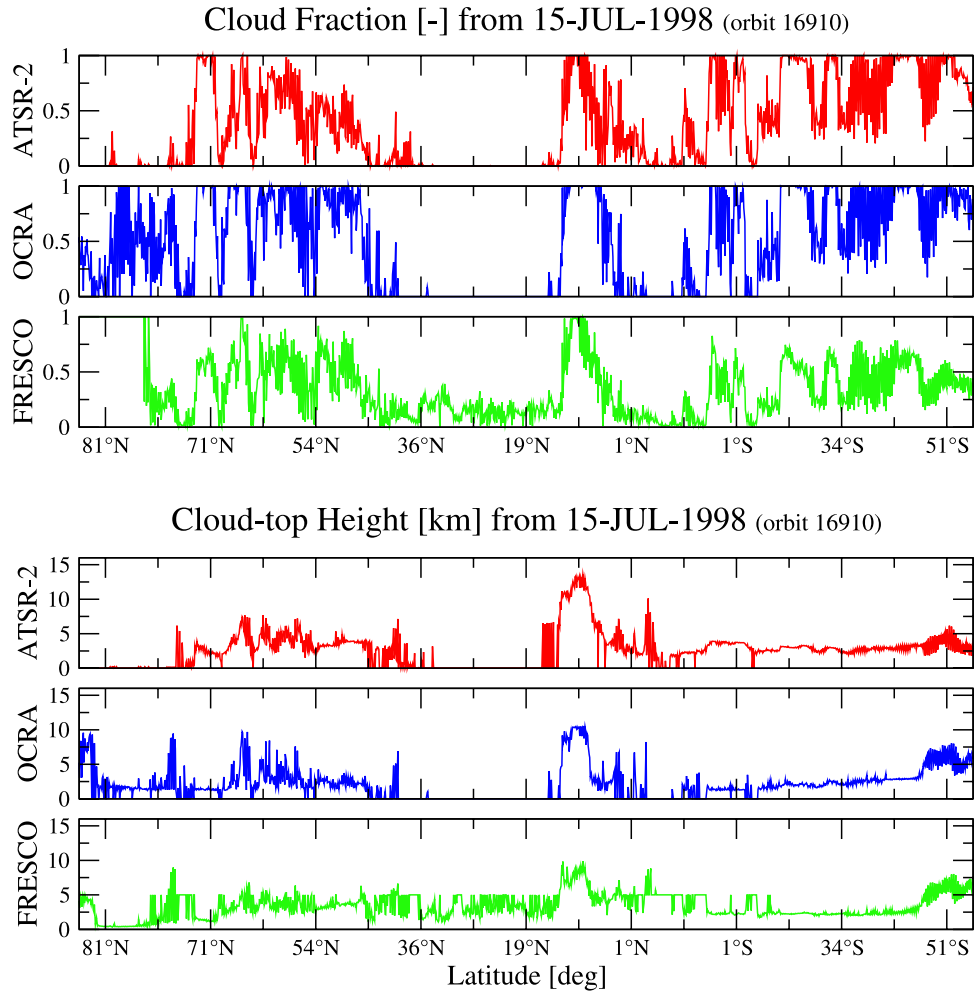 Cloud Fraction [-] from 15-JUL-1998 (orbit 16910)
ATSR-2
1
0.5
0
OCRA
1
0.5
0
FRESCO
1
0.5
0
81°N 71°N 54°N 36°N 19°N 1°N 1°S 34°S 51°S
Cloud-top Height [km] from 15-JUL-1998 (orbit 16910)
ATSR-2
15
10
5
0
OCRA
15
10
5
0
FRESCO
15
10
5
0
81°N 71°N 54°N 36°N 19°N 1°N 1°S 34°S 51°S
Latitude [deg]